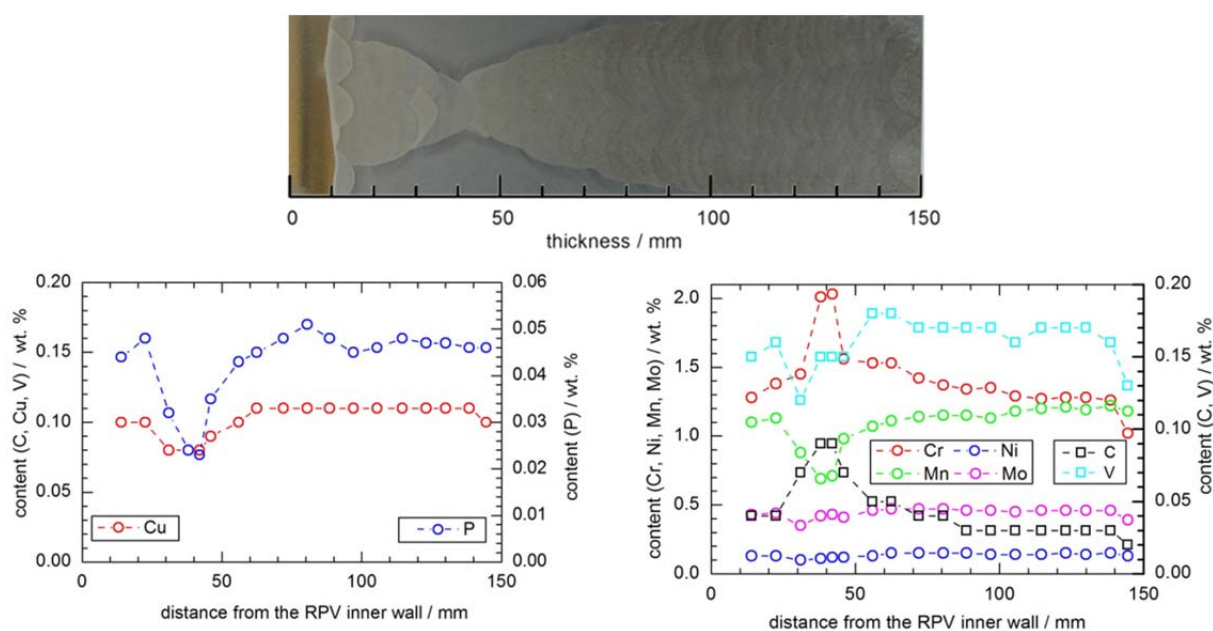 0 50 100 150
thickness / mm
0.20 0.06
0.15 0.05
0.04
0.10 0.03
0.02
0.05 0.01
0.00 0.00
content (C, Cu, V) / wt. %
content (P) / wt. %
Cu P
0 50 100 150
distance from the RPV inner wall / mm
2.0 0.20
1.5 0.15
1.0 0.10
0.5 0.05
0.0 0.00
content (Cr, Ni, Mn, Mo) / wt. %
content (C, V) / wt. %
Cr Ni C
Mn Mo V
0 50 100 150
distance from the RPV inner wall / mm